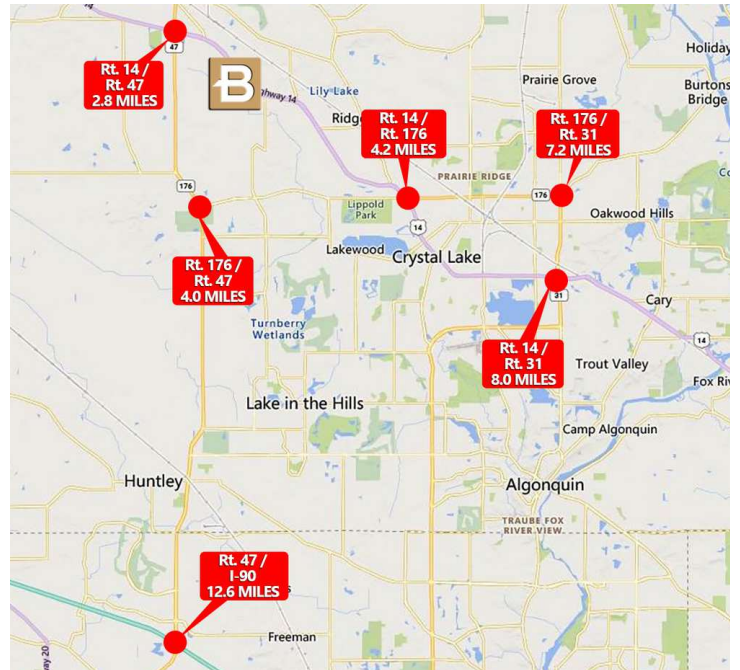 47
Rt. 14 /
Rt. 47
2.8 MILES
B
hway 14
Lily Lake
Holiday
Prairie Grove
Burtons
Bridge
Ridge
Rt. 14 /
Rt. 176
4.2 MILES
Rt. 176 /
Rt. 31
7.2 MILES
PRAIRIE RIDGE
176
176
Lippold
Park
14
Oakwood Hills
Lakewood
Crystal Lake
Rt. 176 /
Rt. 47
4.0 MILES
31
Cary
Turnberry
Wetlands
Rt. 14 /
Rt. 31
8.0 MILES
14
Trout Valley
Fox Riv
Lake in the Hills
Camp Algonquin
Huntley
Algonquin
TRAUBE FOX
RIVER VIEW
Rt. 47 /
I-90
12.6 MILES
Freeman
way 20